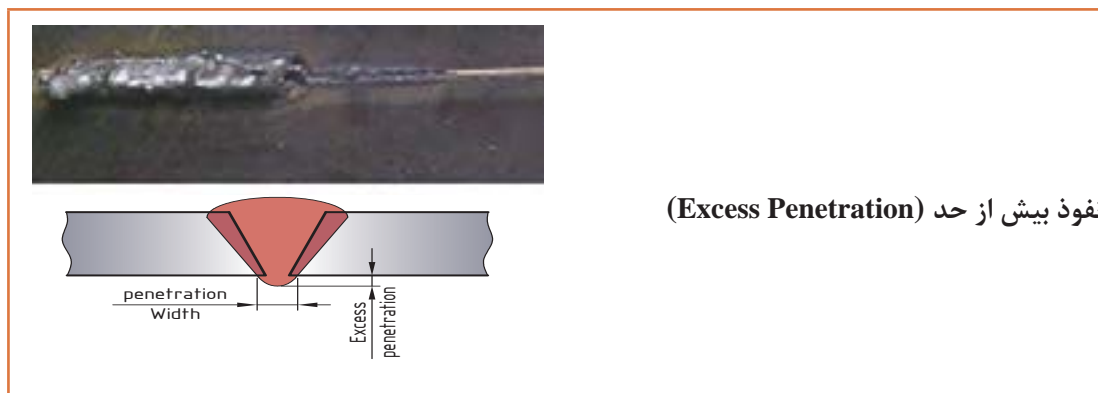 نفوذ بیش از حد (Excess Penetration)
penetration
Width
Excess
penetration